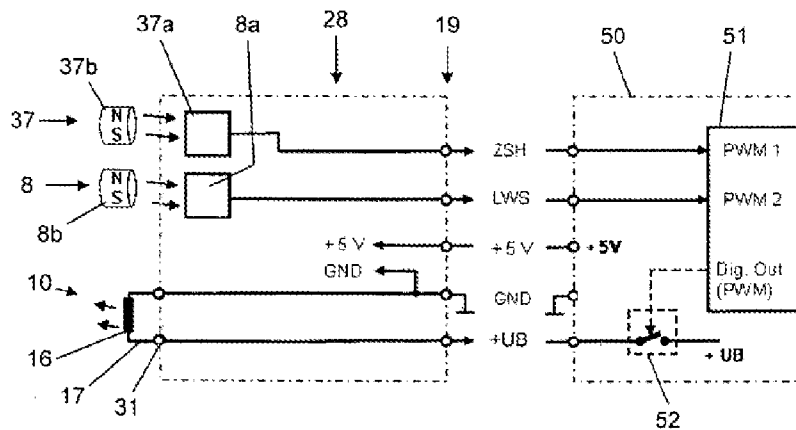 37a
8a
28
19
50
51
37b
37
N
S
ZSH
PWM 1
8
N
S
LWS
PWM 2
8b
+5 V
+5 V
+5V
GND
Dig. Out
(PWM)
10
GND
16
+UB
+ UB
17
31
52